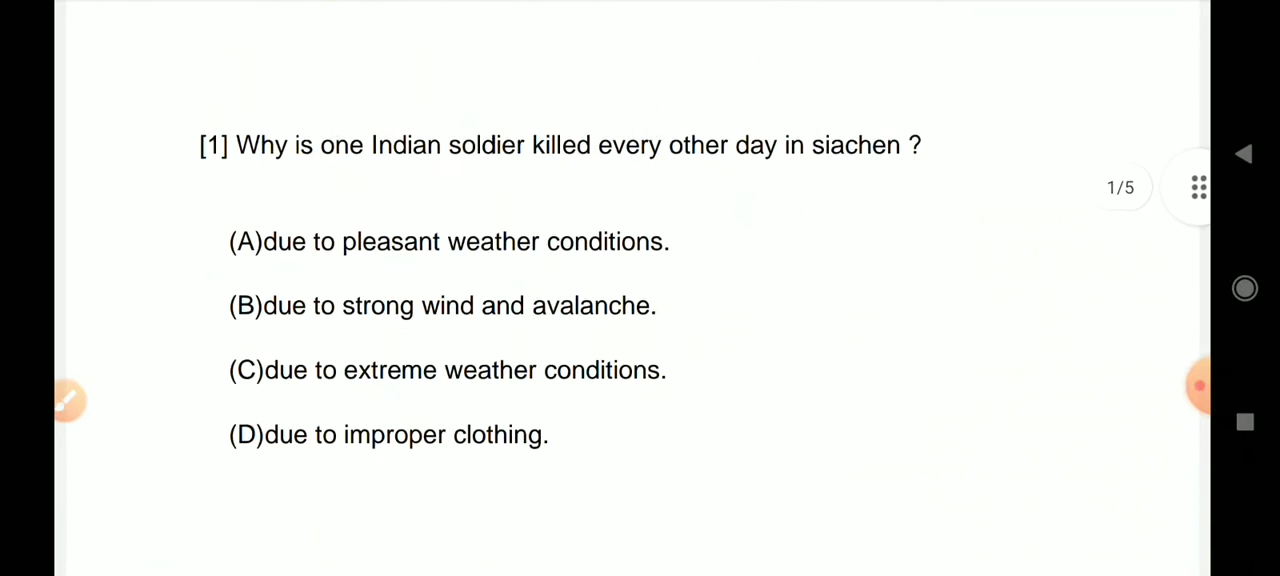 [1] Why is one Indian soldier killed every other day in siachen ?
1/5
(A)due to pleasant weather conditions.
(B)due to strong wind and avalanche.
(C)due to extreme weather conditions.
(D)due to improper clothing.